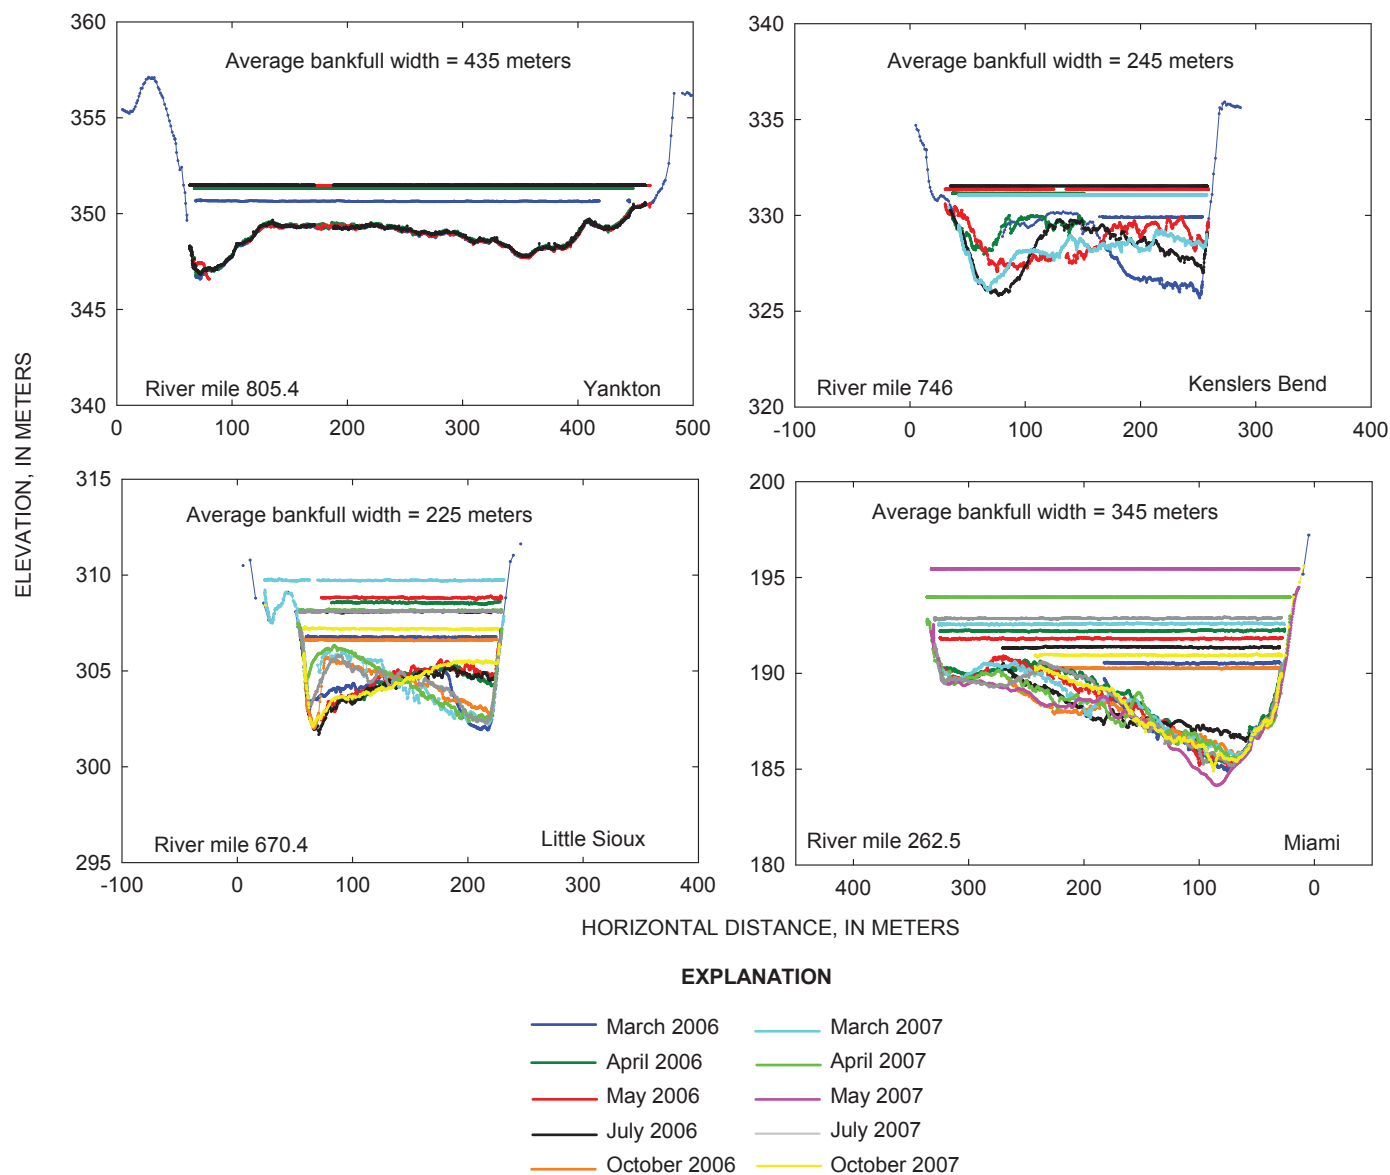 360
355
350
345
340
0
100
200
300
400
500
Average bankfull width = 435 meters
River mile 805.4
Yankton
340
335
330
325
320
-100
0
100
200
300
400
Average bankfull width = 245 meters
River mile 746
Kenslers Bend
ELEVATION, IN METERS
315
310
305
300
295
-100
0
100
200
300
400
Average bankfull width = 225 meters
River mile 670.4
Little Sioux
200
195
190
185
180
400
300
200
100
0
Average bankfull width = 345 meters
River mile 262.5
Miami
HORIZONTAL DISTANCE, IN METERS
EXPLANATION
March 2006
April 2006
May 2006
July 2006
October 2006
March 2007
April 2007
May 2007
July 2007
October 2007